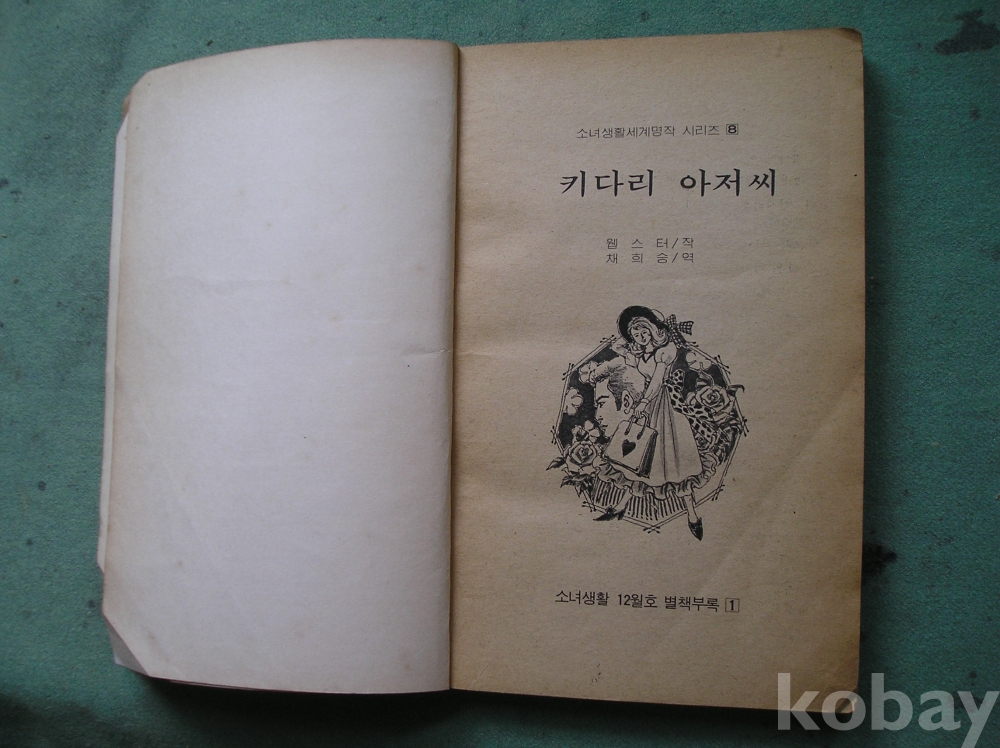 소녀생활세계명작 시리즈 8
키다리 아저씨
웹 스 터/작
채 희 승/역
소녀생활 12월호 별책부록 1
kobay